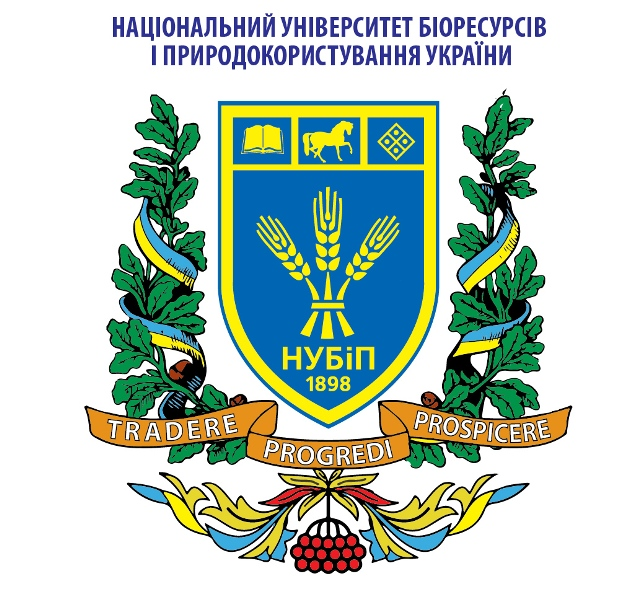 НАЦІОНАЛЬНИЙ УНІВЕРСИТЕТ БІОРЕСУРСІВ
І ПРИРОДОКОРИСТУВАННЯ УКРАЇНИ
НУБіП
1898
TRADERE
PROGREDI
PROSPICERE